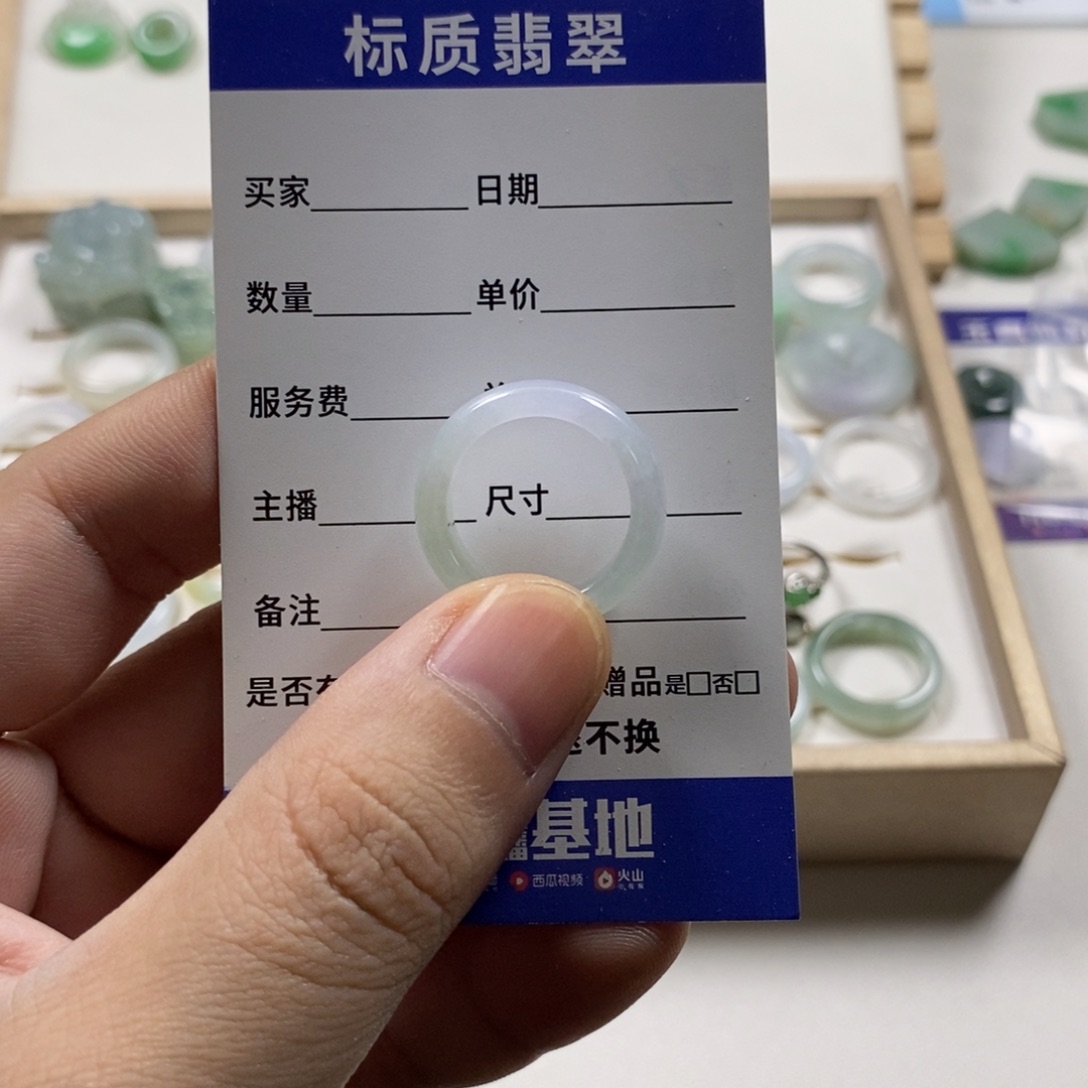 标质翡翠
买家 日期
数量 单价
服务费
主播 尺寸
备注
是否 赠品是□否□
不换
播基地
西瓜视频 火山